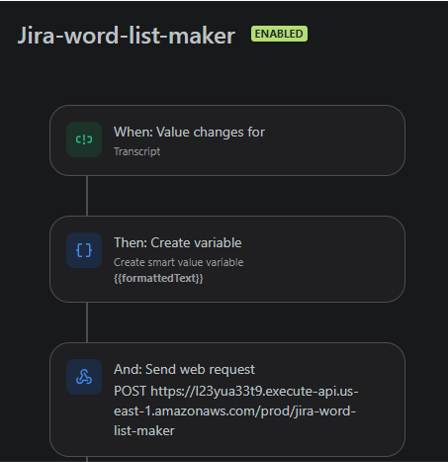 Jira-word-list-maker ENABLED
When: Value changes for
Transcript
Then: Create variable
Create smart value variable
{{formattedText}}
And: Send web request
POST https://l23yua33t9.execute-api.us-
east-1.amazonaws.com/prod/jira-word-
list-maker